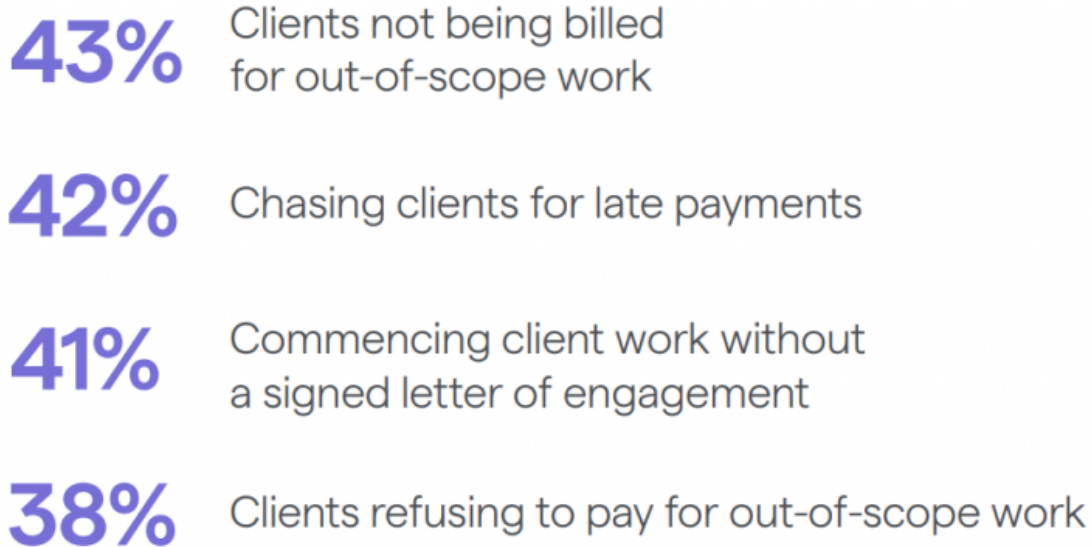 43% Clients not being billed
for out-of-scope work
42% Chasing clients for late payments
41% Commencing client work without
a signed letter of engagement
38% Clients refusing to pay for out-of-scope work